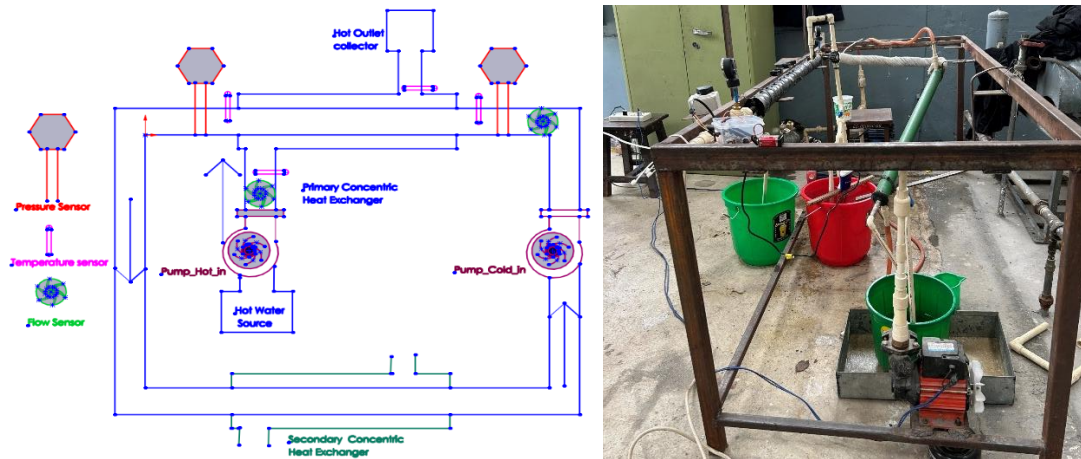 Hot Outlet
collector
Pressure Sensor
Temperature sensor
Flow Sensor
Primary Concentric
Heat Exchanger
Pump_Hot_in
Pump_Cold_in
Hot Water
Source
Secondary Concentric
Heat Exchanger